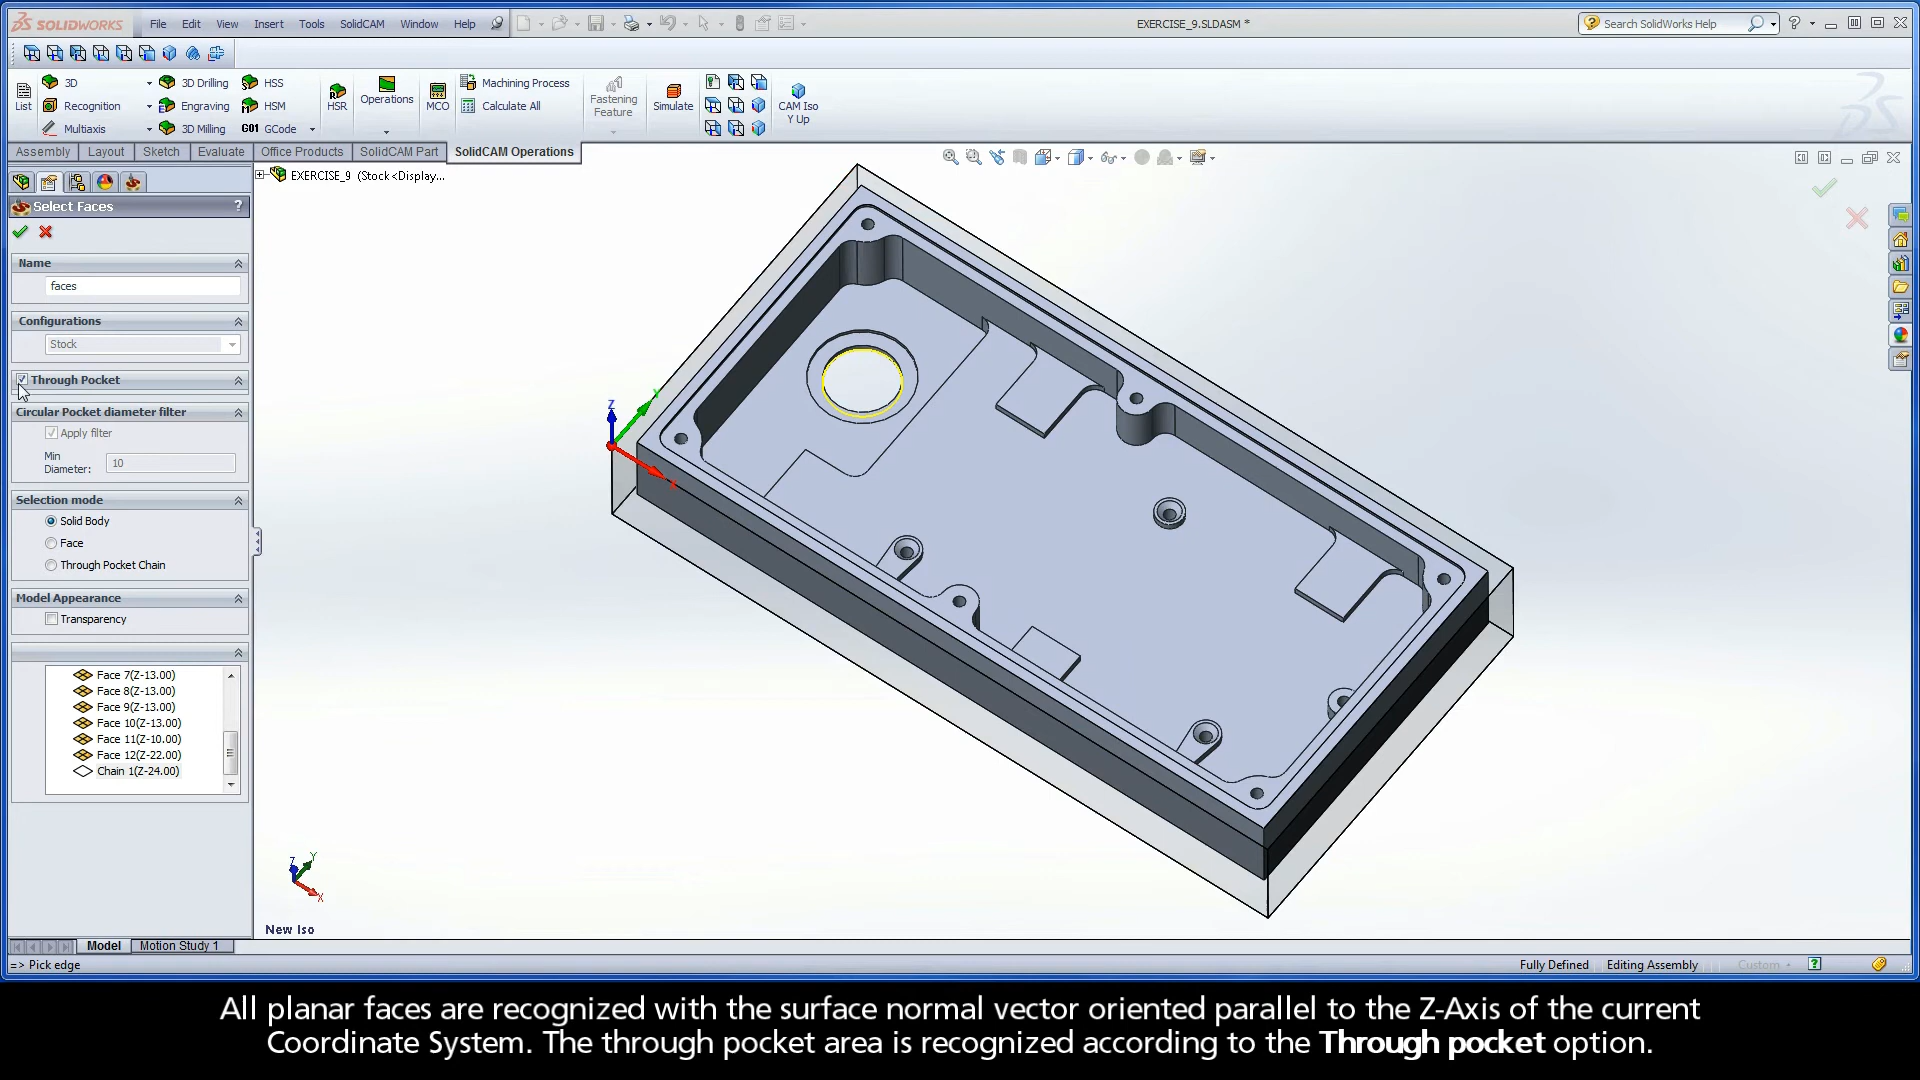 SOLIDWORKS File Edit View Insert Tools SolidCAM Window Help EXERCISE_9.SLDASM * Search SolidWorks Help
List 3D Recognition Multiaxis
3D Drilling Engraving 3D Milling
HSS HSM G01 GCode
HSR Operations MCO
Machining Process
Calculate All
Fastening Feature
Simulate
CAM Iso Y Up
Assembly Layout Sketch Evaluate Office Products SolidCAM Part SolidCAM Operations
EXERCISE_9 (Stock<Display...
Select Faces ?
Name
faces
Configurations
Stock
Through Pocket
Circular Pocket diameter filter
Apply filter
Min
Diameter: 10
Selection mode
Solid Body
Face
Through Pocket Chain
Model Appearance
Transparency
Face 7(Z-13.00)
Face 8(Z-13.00)
Face 9(Z-13.00)
Face 10(Z-13.00)
Face 11(Z-10.00)
Face 12(Z-22.00)
Chain 1(Z-24.00)
Z
Z Y
X
New Iso
Model Motion Study 1
=> Pick edge Fully Defined Editing Assembly Custom
All planar faces are recognized with the surface normal vector oriented parallel to the Z-Axis of the current
Coordinate System. The through pocket area is recognized according to the Through pocket option.